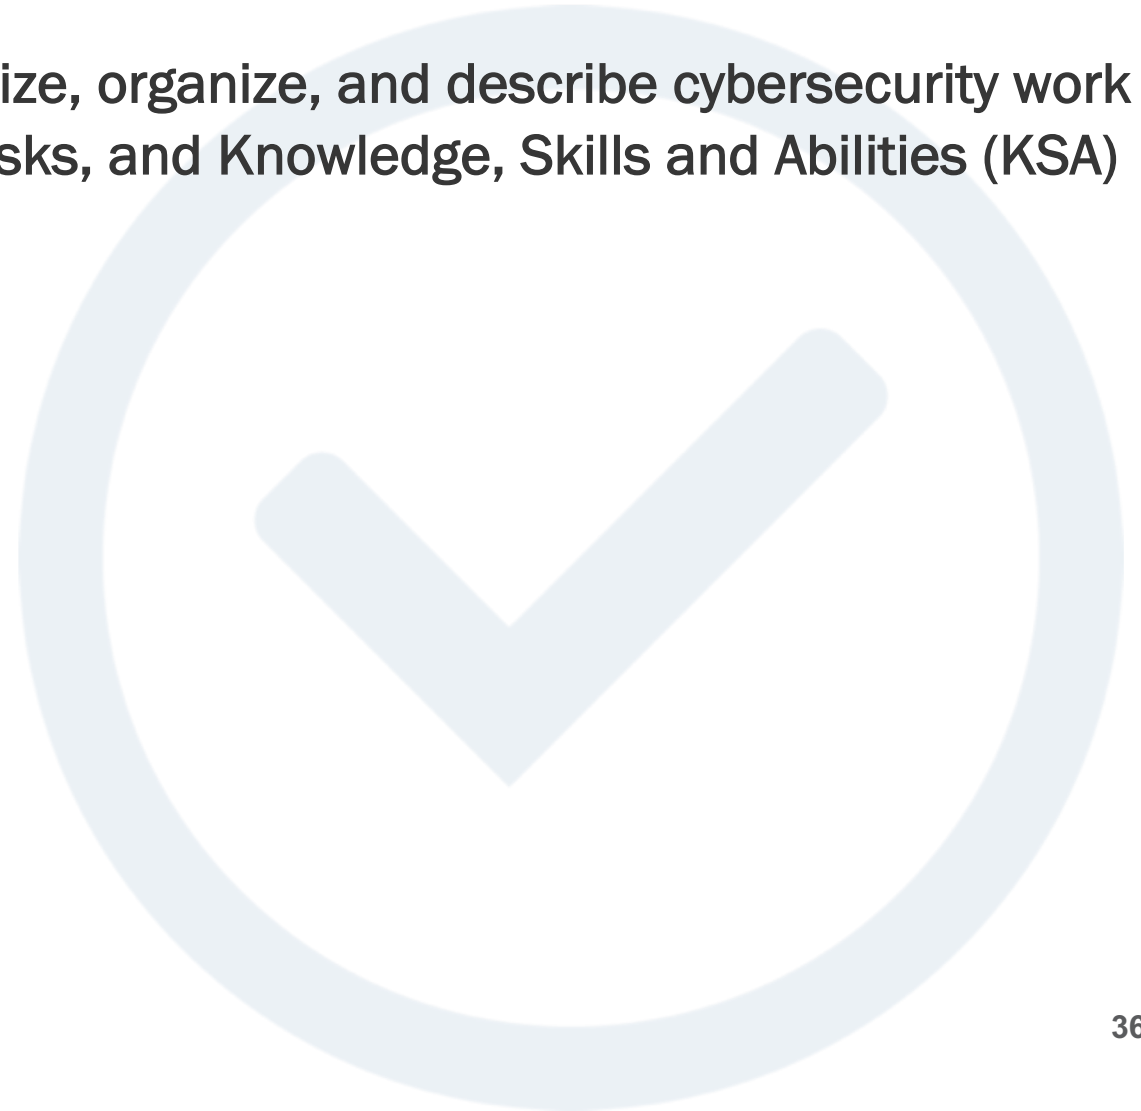 ize, organize, and describe cybersecurity work
sks, and Knowledge, Skills and Abilities (KSA)
36